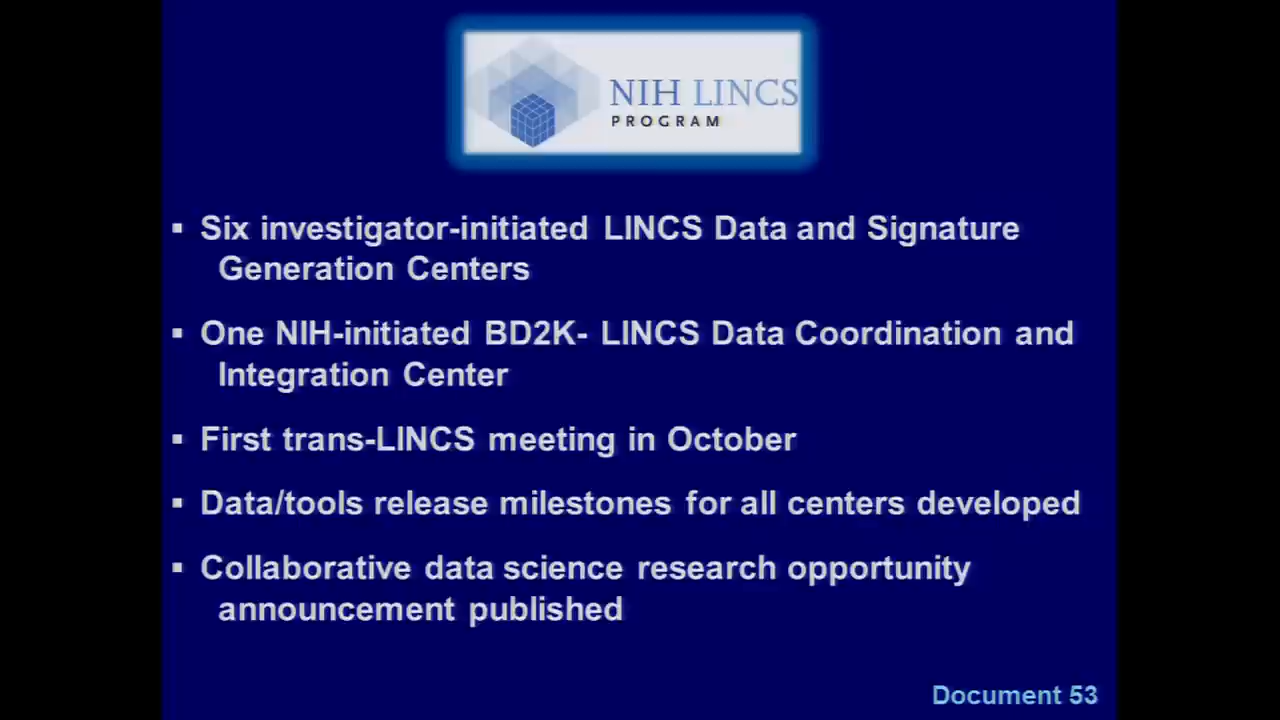 NIH LINCS
PROGRAM
▪ Six investigator-initiated LINCS Data and Signature
Generation Centers
▪ One NIH-initiated BD2K- LINCS Data Coordination and
Integration Center
▪ First trans-LINCS meeting in October
▪ Data/tools release milestones for all centers developed
▪ Collaborative data science research opportunity
announcement published
Document 53